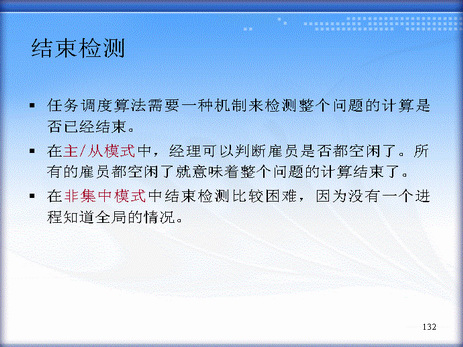 结束检测
▪ 任务调度算法需要一种机制来检测整个问题的计算是
否已经结束。
▪ 在主/从模式中，经理可以判断雇员是否都空闲了。所
有的雇员都空闲了就意味着整个问题的计算结束了。
▪ 在非集中模式中结束检测比较困难，因为没有一个进
程知道全局的情况。
132